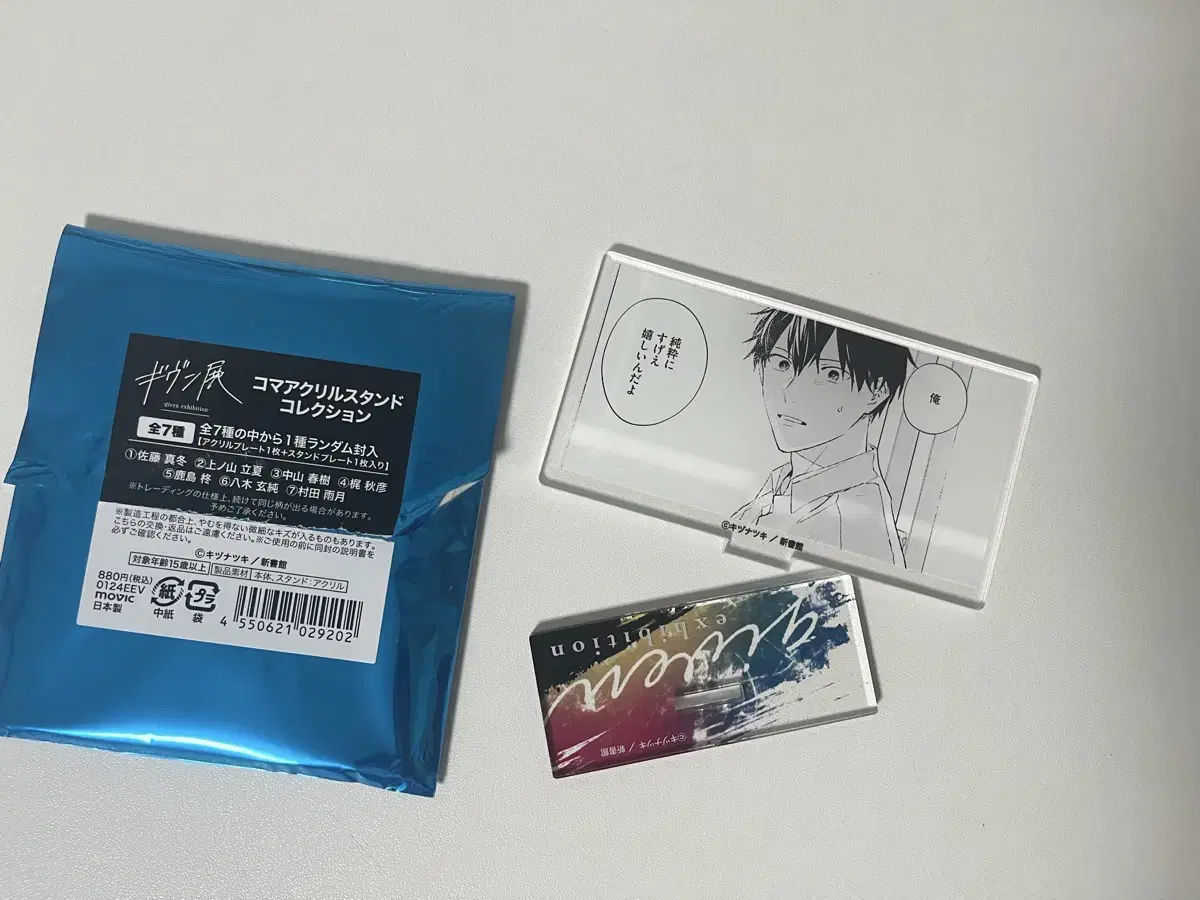 ギヴン展
given exhibition
コマアクリルスタンド
コレクション
全7種
全7種の中から1種ランダム封入
【アクリルプレート1枚+スタンドプレート1枚入り】
①佐藤 真冬 ②上ノ山 立夏 ③中山 春樹 ④梶 秋彦
⑤鹿島 柊 ⑥八木 玄純 ⑦村田 雨月
※トレーディングの仕様上、続けて同じ柄が出る場合があります。
予めご了承ください。
※製造工程の都合上、やむを得ない微細なキズが入るものもあります。
こちらの交換・返品はご遠慮ください。※ご使用の前に同封の説明書を
必ずご確認ください。
©キヅナツキ／新書館
対象年齢15歳以上 製品素材 本体、スタンド:アクリル
880円(税込)
0124EEV
movic
日本製
紙
中紙
プラ
袋
4 550621 029202
俺
純粋に
すげえ
嬉しいんだよ
©キヅナツキ／新書館
given
exhibition
©キヅナツキ／新書館